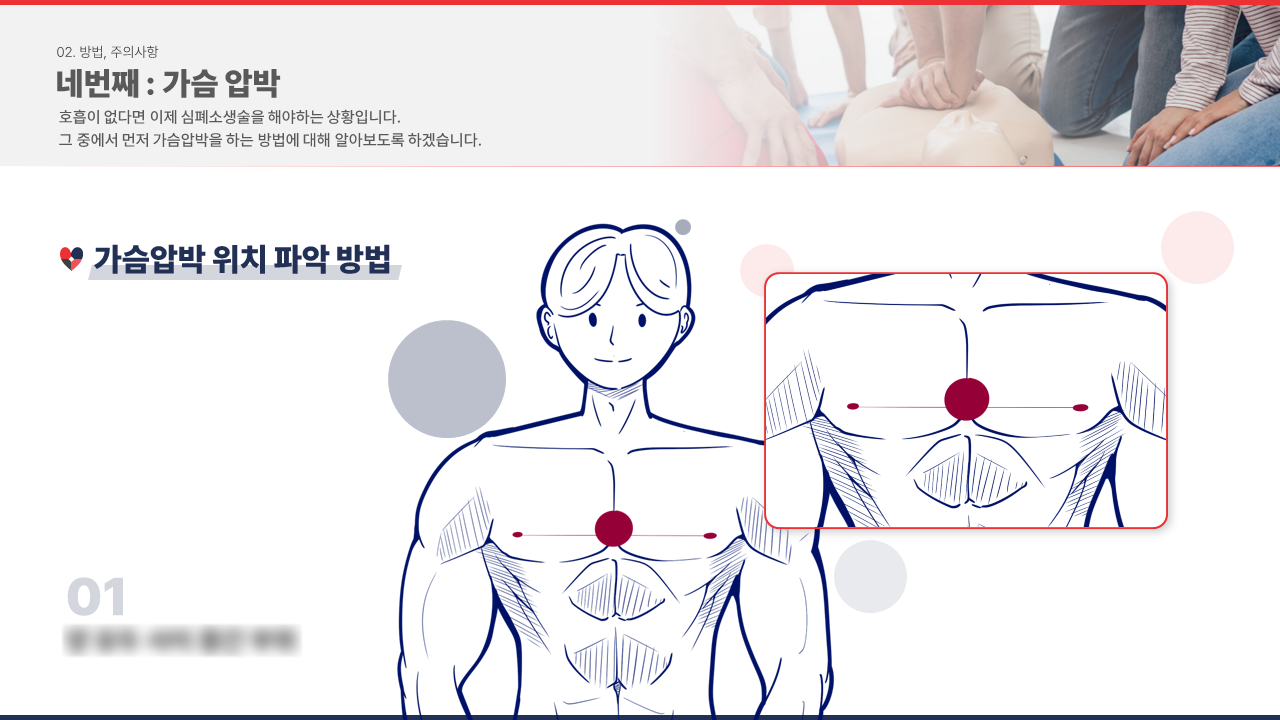 02. 방법, 주의사항
네번째 : 가슴 압박
호흡이 없다면 이제 심폐소생술을 해야하는 상황입니다.
그 중에서 먼저 가슴압박을 하는 방법에 대해 알아보도록 하겠습니다.
가슴압박 위치 파악 방법
01